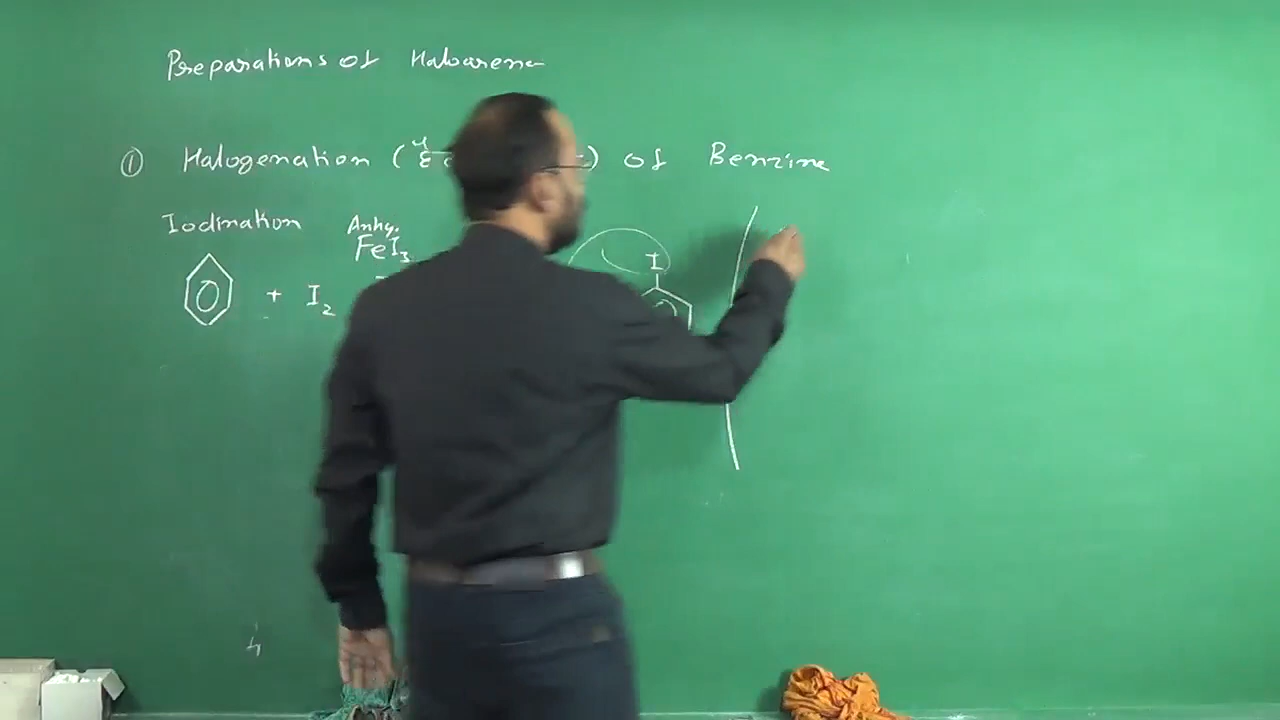 Preparations of Haloarene
① Halogenation ( ) of Benzine
Iodination Anhy.
FeI₃
+ I₂ I